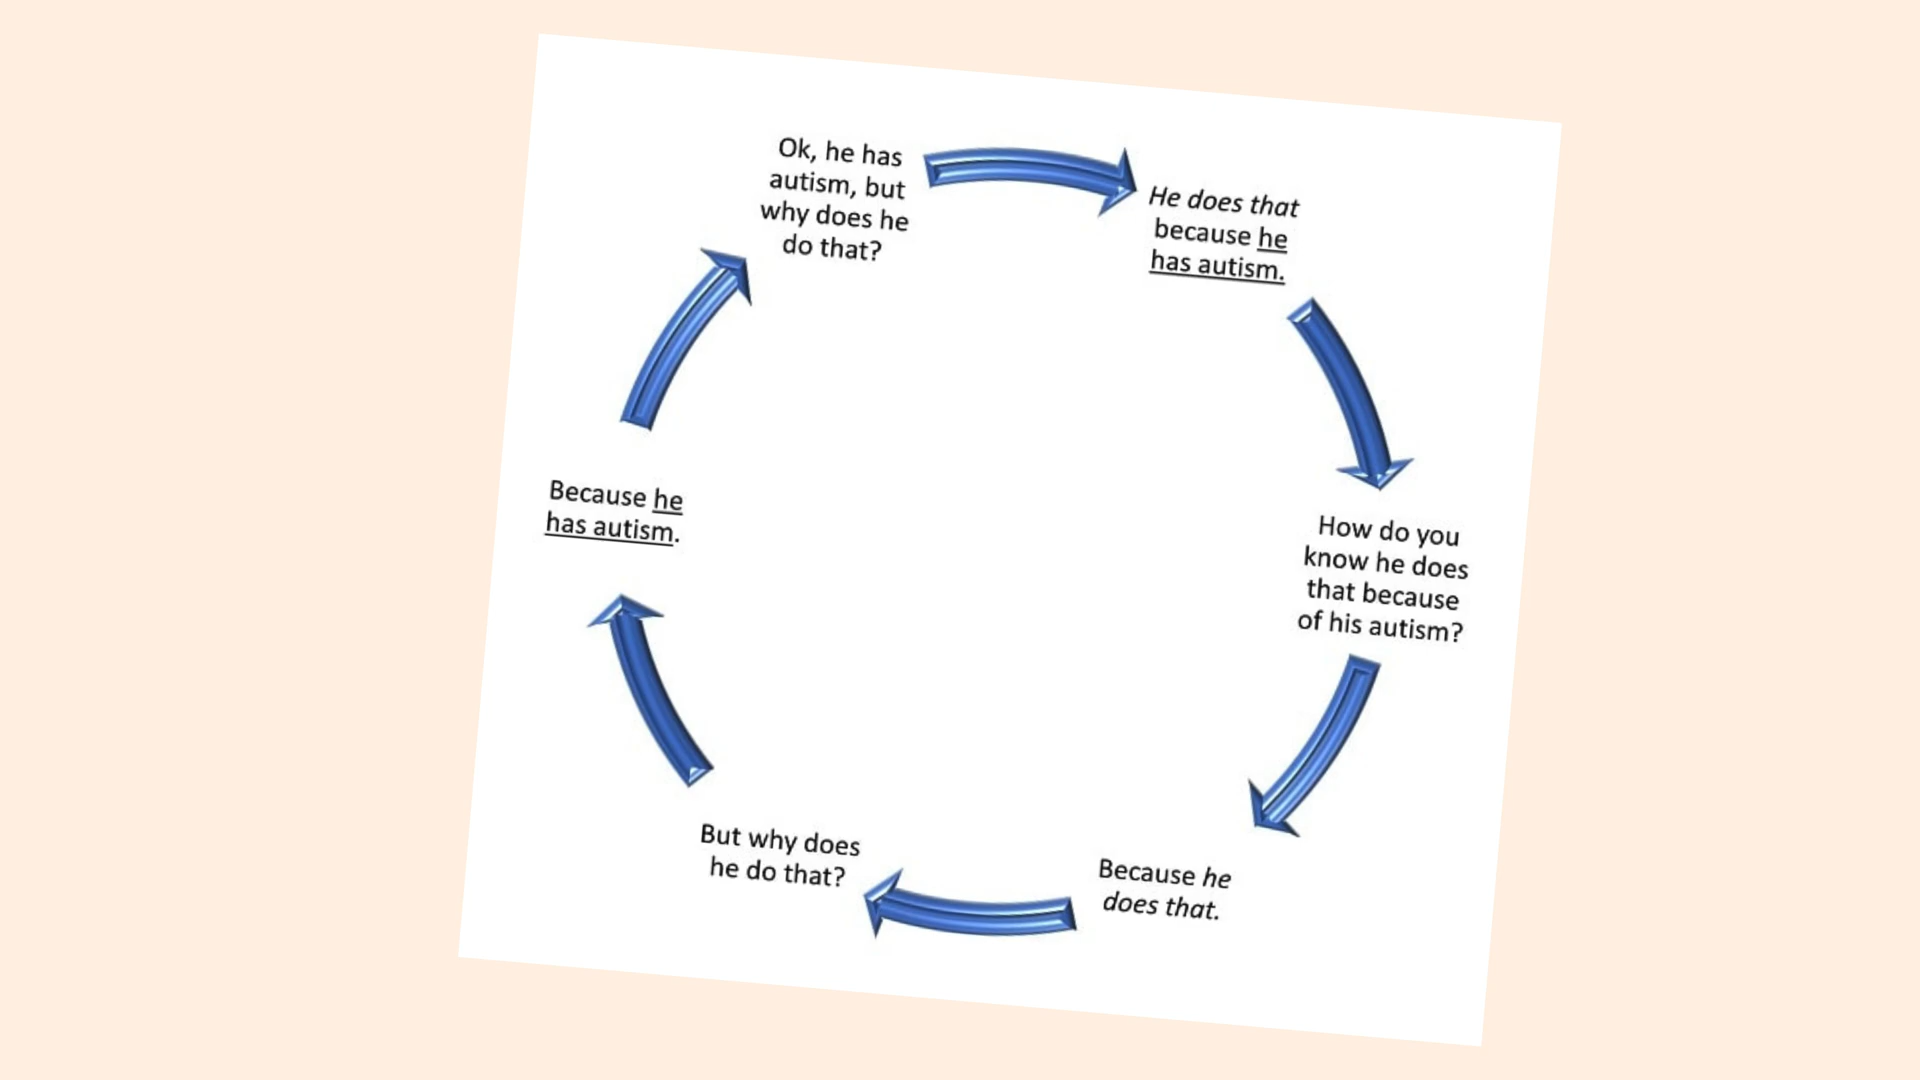 Ok, he has
autism, but
why does he
do that?
He does that
because he
has autism.
How do you
know he does
that because
of his autism?
Because he
does that.
But why does
he do that?
Because he
has autism.